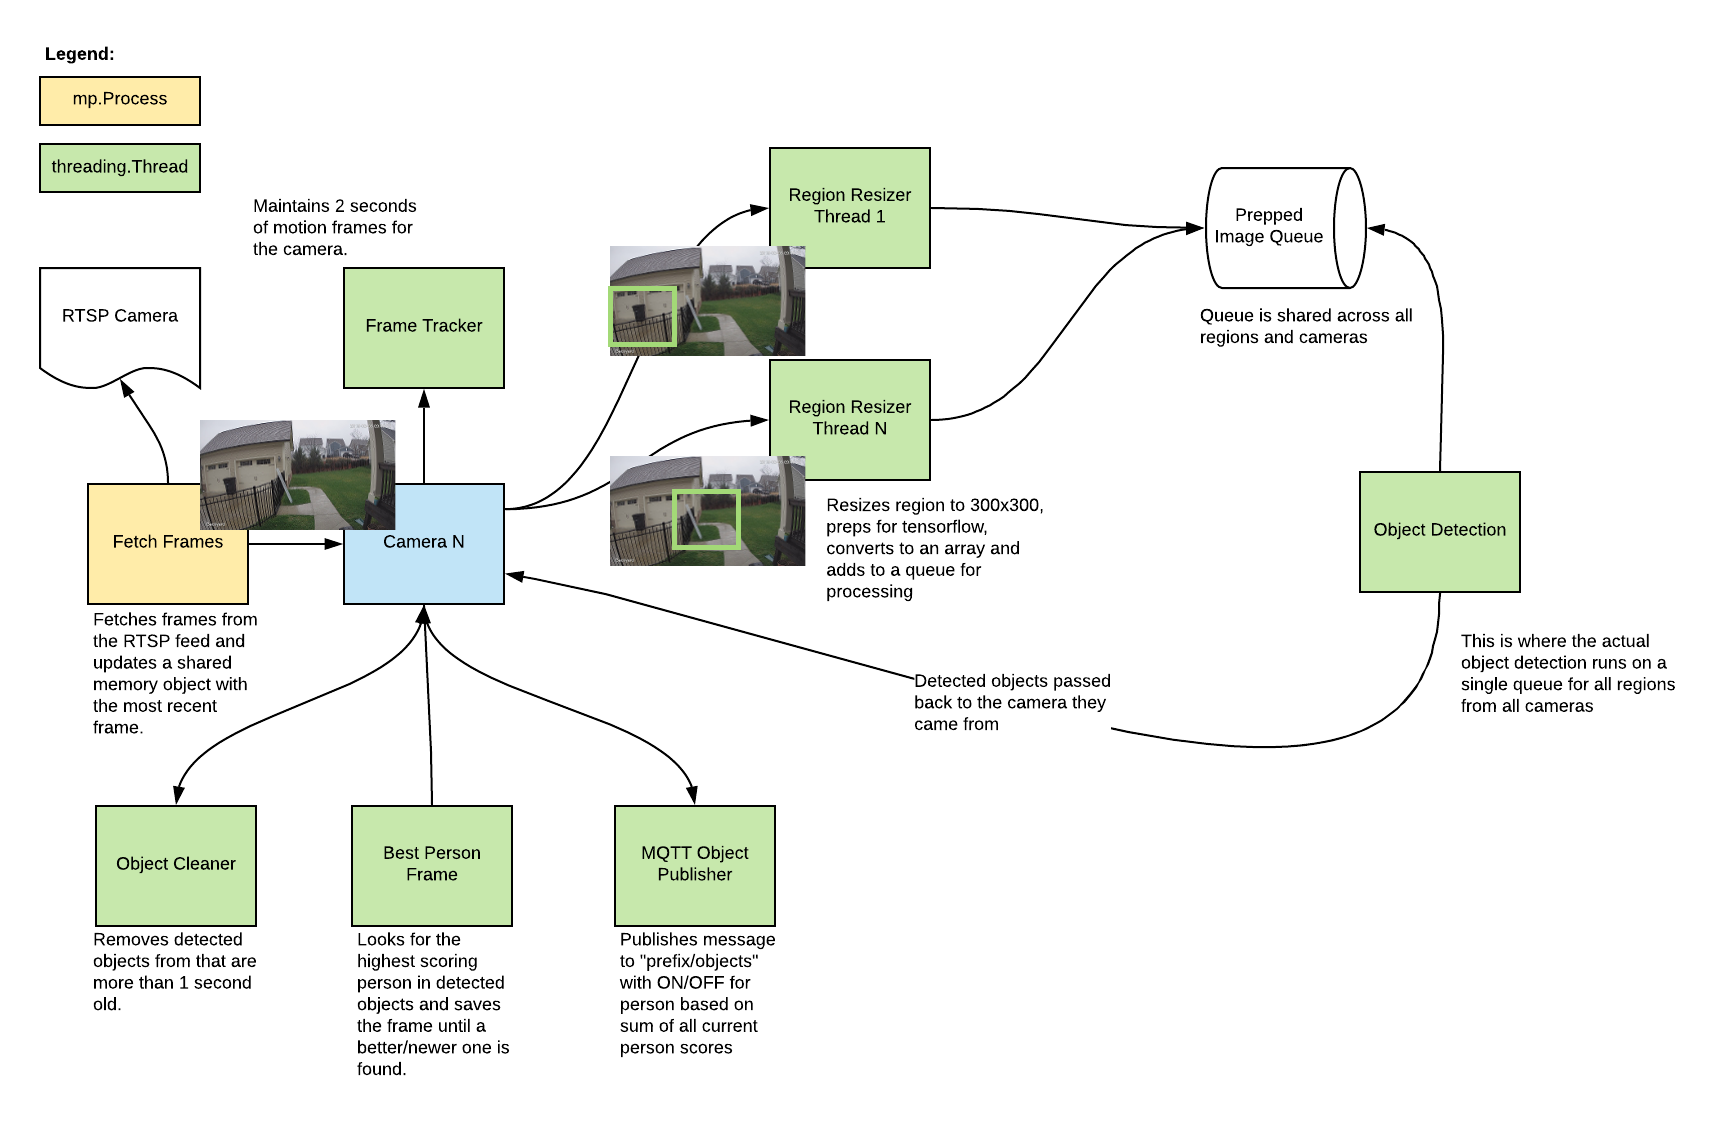 Legend:
mp.Process
threading.Thread
Maintains 2 seconds
of motion frames for
the camera.
RTSP Camera
Frame Tracker
Region Resizer
Thread 1
Prepped
Image Queue
Queue is shared across all
regions and cameras
Region Resizer
Thread N
Resizes region to 300x300,
preps for tensorflow,
converts to an array and
adds to a queue for
processing
Fetch Frames
Camera N
Object Detection
Fetches frames from
the RTSP feed and
updates a shared
memory object with
the most recent
frame.
This is where the actual
object detection runs on a
single queue for all regions
from all cameras
Detected objects passed
back to the camera they
came from
Object Cleaner
Removes detected
objects from that are
more than 1 second
old.
Best Person
Frame
Looks for the
highest scoring
person in detected
objects and saves
the frame until a
better/newer one is
found.
MQTT Object
Publisher
Publishes message
to "prefix/objects"
with ON/OFF for
person based on
sum of all current
person scores